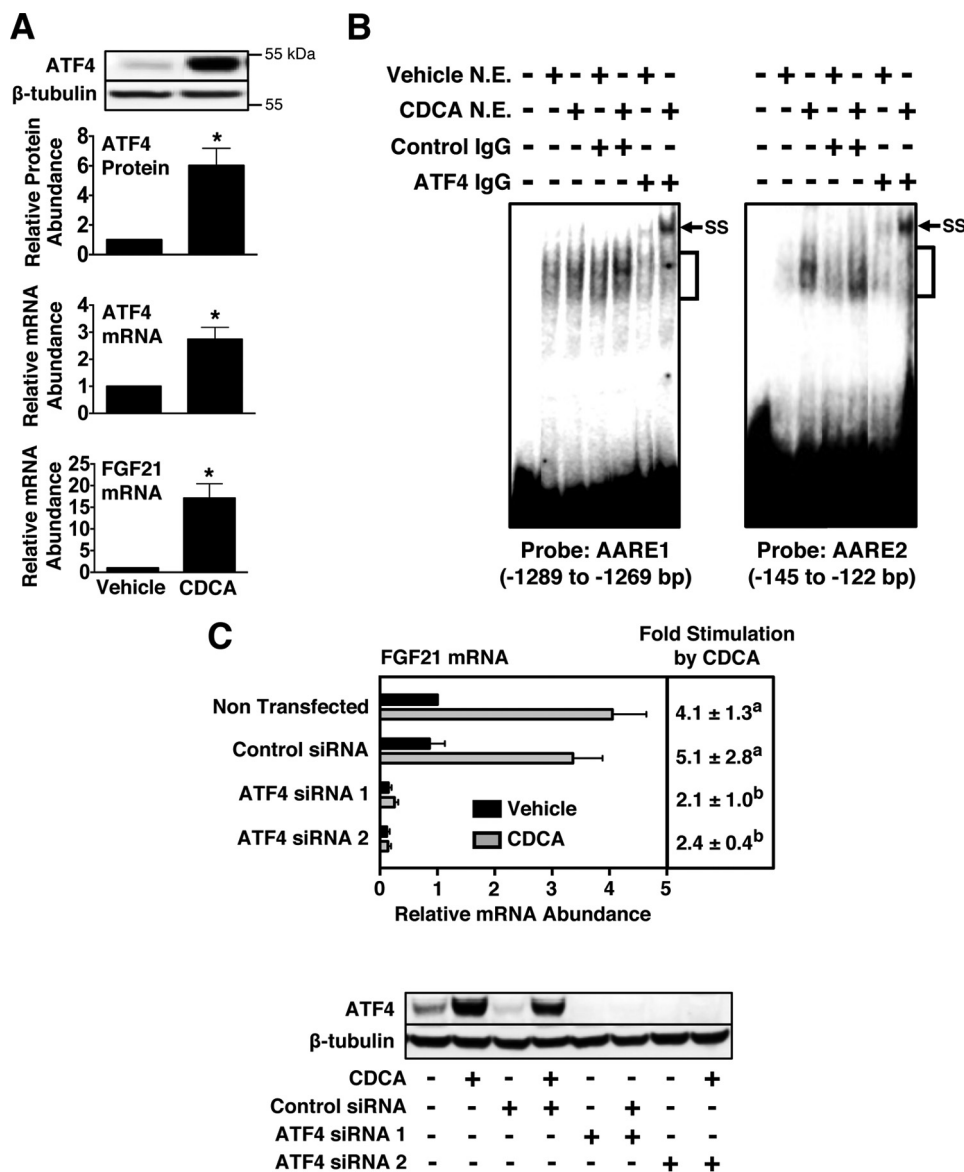 A
ATF4
55 kDa
β-tubulin
55
Relative Protein
Abundance
8
6
4
2
0
ATF4
Protein
*
Relative mRNA
Abundance
4
3
2
1
0
ATF4
mRNA
*
Relative mRNA
Abundance
25
20
15
10
5
0
FGF21
mRNA
*
Vehicle CDCA
B
Vehicle N.E. - + - + - + - - + - + - + -
CDCA N.E. - - + - + - + - - + - + - +
Control IgG - - - + + - - - - - + + - -
ATF4 IgG - - - - - + + - - - - - + +
SS SS
Probe: AARE1
(-1289 to -1269 bp)
Probe: AARE2
(-145 to -122 bp)
C
FGF21 mRNA
Fold Stimulation
by CDCA
Non Transfected 4.1 ± 1.3a
Control siRNA 5.1 ± 2.8a
ATF4 siRNA 1 2.1 ± 1.0b
ATF4 siRNA 2 2.4 ± 0.4b
Vehicle
CDCA
0 1 2 3 4 5
Relative mRNA Abundance
ATF4
β-tubulin
CDCA - + - + - - - +
Control siRNA - - + + - + - -
ATF4 siRNA 1 - - - - + + - -
ATF4 siRNA 2 - - - - - - + +